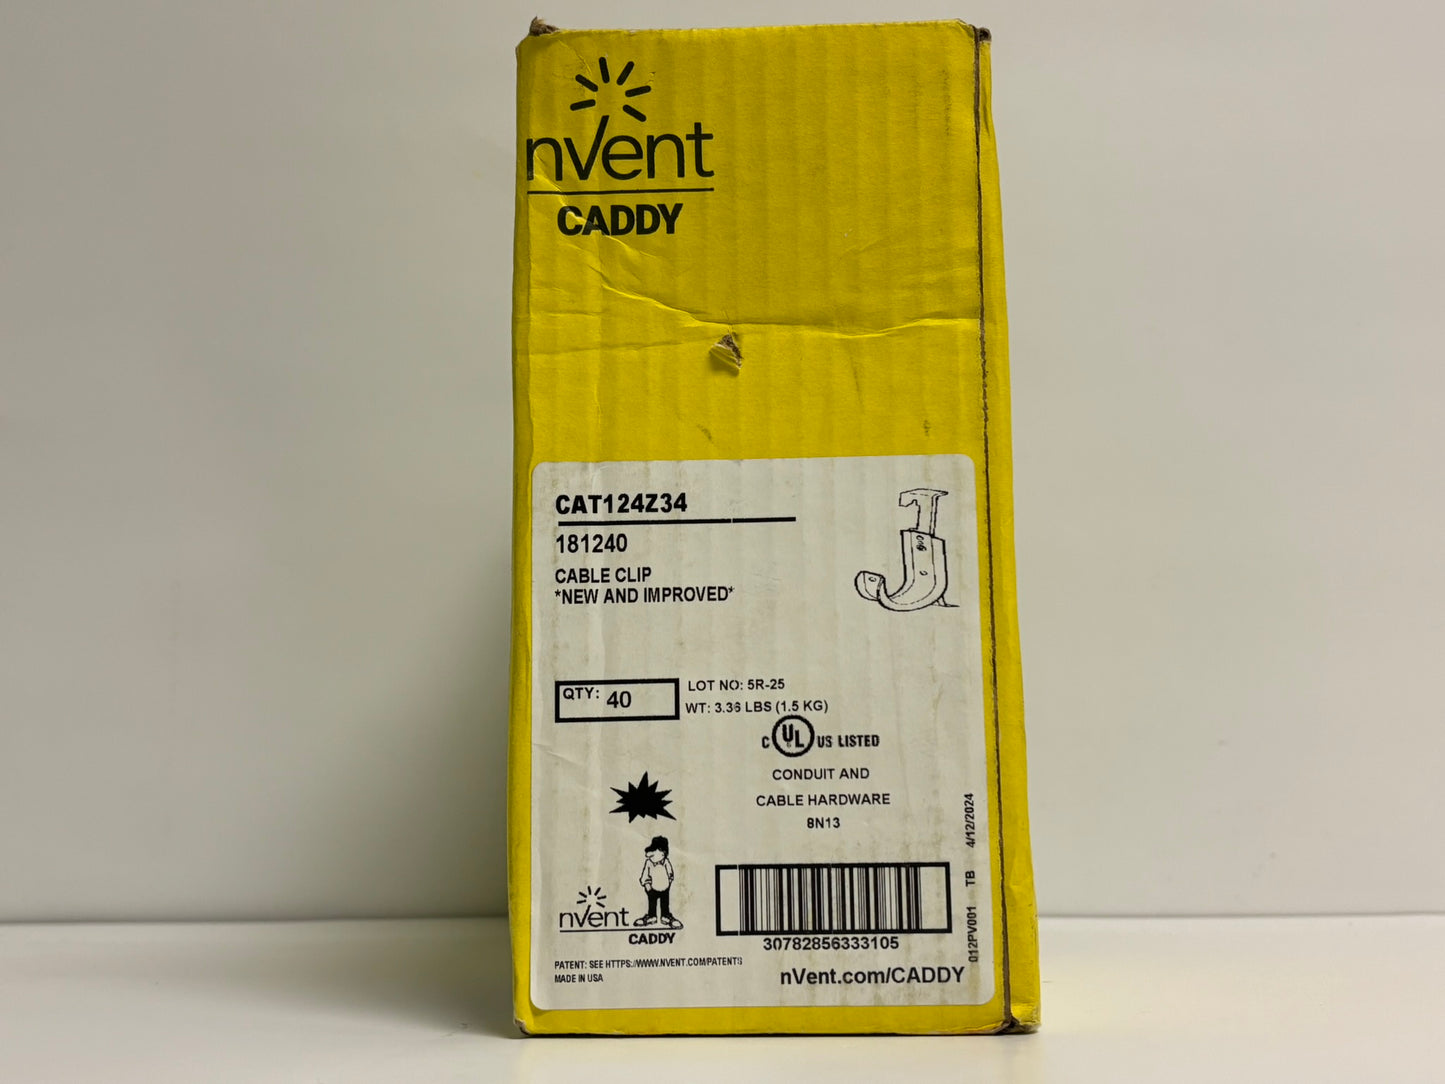 nVent
CADDY
CAT124Z34
181240
CABLE CLIP
*NEW AND IMPROVED*
QTY: 40
LOT NO: 5R-25
WT: 3.36 LBS (1.5 KG)
C UL US LISTED
CONDUIT AND
CABLE HARDWARE
8N13
nVent
CADDY
30782856333105
PATENT: SEE HTTPS://WWW.NVENT.COM/PATENTS
MADE IN USA
nVent.com/CADDY
012PV001 TB 4/12/2024